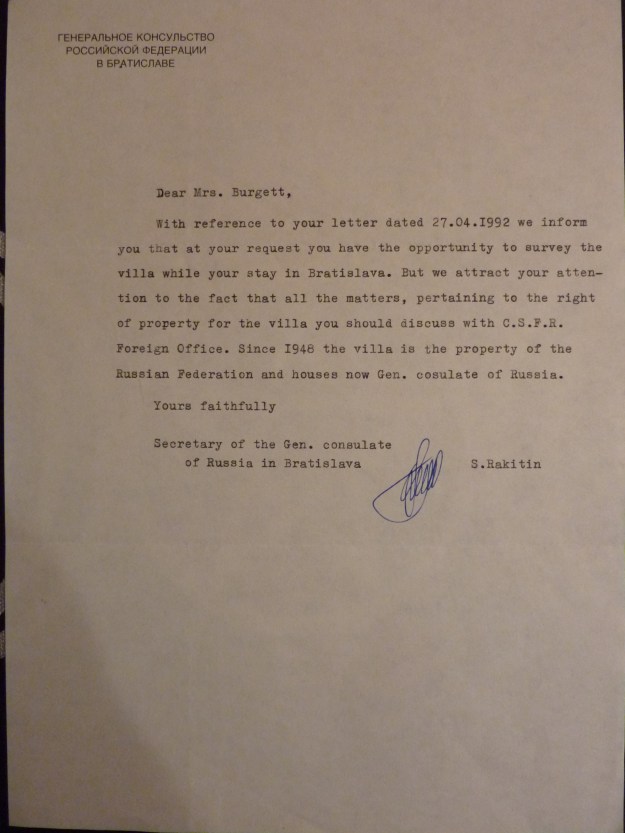 ГЕНЕРАЛЬНОЕ КОНСУЛЬСТВО
РОССИЙСКОЙ ФЕДЕРАЦИИ
В БРАТИСЛАВЕ
Dear Mrs. Burgett,
With reference to your letter dated 27.04.I992 we inform
you that at your request you have the opportunity to survey the
villa while your stay in Bratislava. But we attract your atten-
tion to the fact that all the matters, pertaining to the right
of property for the villa you should discuss with C.S.F.R.
Foreign Office. Since I948 the villa is the property of the
Russian Federation and houses now Gen. cosulate of Russia.
Yours faithfully
Secretary of the Gen. consulate
of Russia in Bratislava S.Rakitin